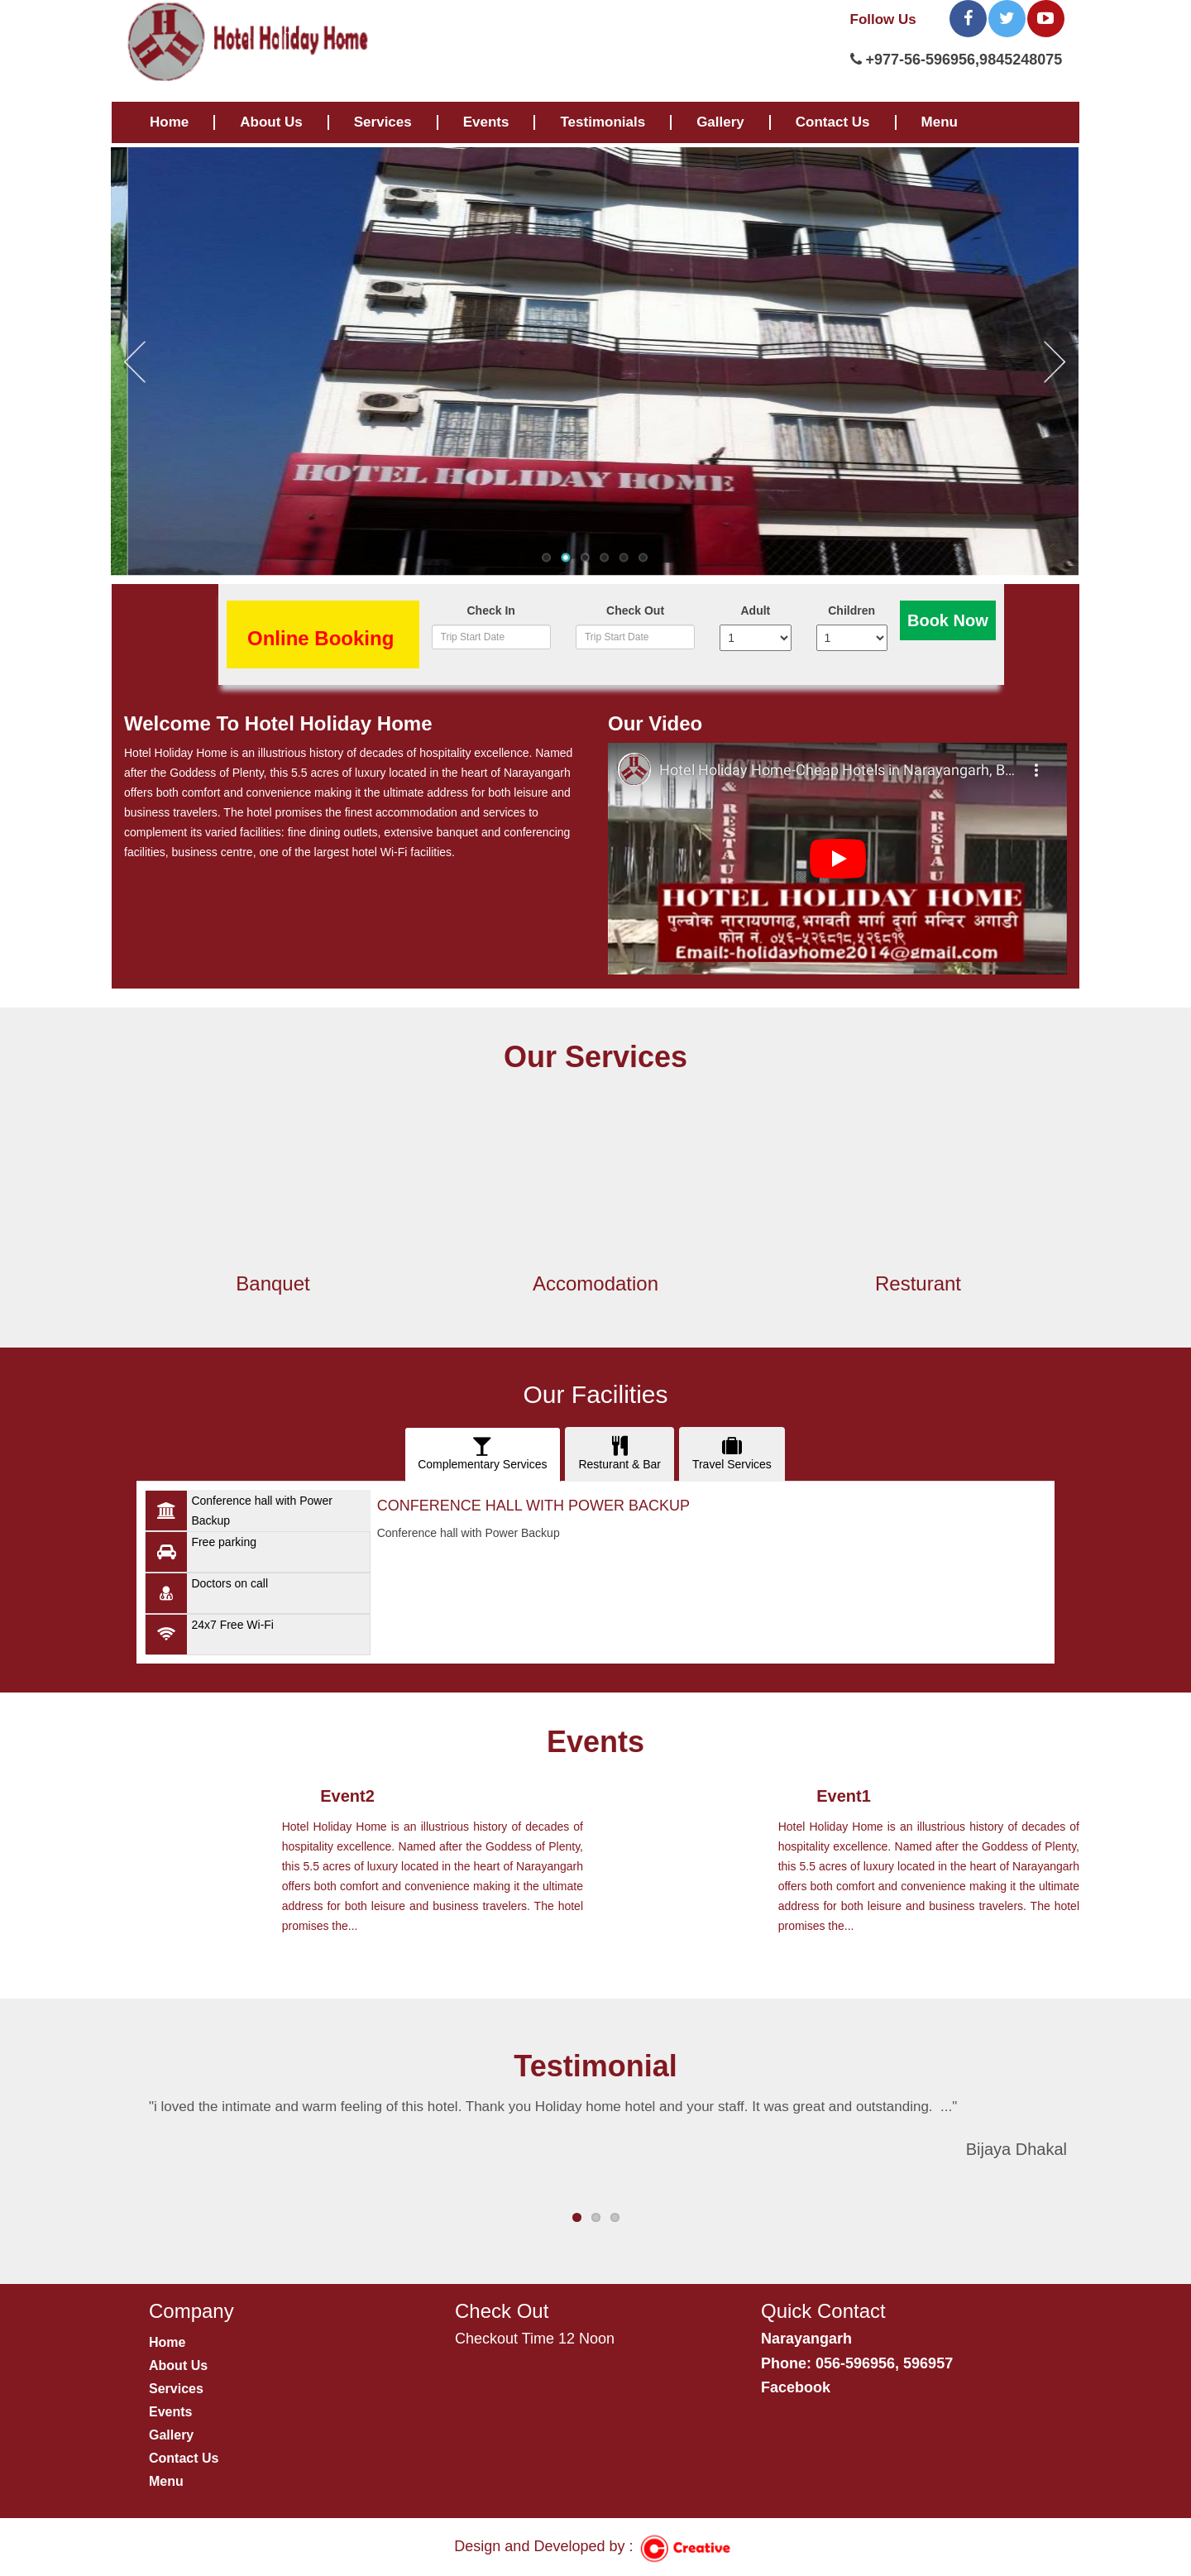 Hotel Holiday Home
Follow Us
+977-56-596956,9845248075
Home
About Us
Services
Events
Testimonials
Gallery
Contact Us
Menu
HOTEL HOLIDAY HOME
Online Booking
Check In
Trip Start Date
Check Out
Trip Start Date
Adult
1
Children
1
Book Now
Welcome To Hotel Holiday Home
Hotel Holiday Home is an illustrious history of decades of hospitality excellence. Named
after the Goddess of Plenty, this 5.5 acres of luxury located in the heart of Narayangarh
offers both comfort and convenience making it the ultimate address for both leisure and
business travelers. The hotel promises the finest accommodation and services to
complement its varied facilities: fine dining outlets, extensive banquet and conferencing
facilities, business centre, one of the largest hotel Wi-Fi facilities.
Our Video
Hotel Holiday Home-Cheap Hotels in Narayangarh, B...
HOTEL HOLIDAY HOME
& RESTAU
& RESTAU
HOTEL HOLIDAY HOME
पुल्चोक नारायणगढ,भगवती मार्ग दुर्गा मन्दिर अगाडी
फोन नं. ०५६-५२६८१८,५२६८१९
Email:-holidayhome2014@gmail.com
Our Services
Banquet
Accomodation
Resturant
Our Facilities
Complementary Services
Resturant & Bar
Travel Services
Conference hall with Power
Backup
Free parking
Doctors on call
24x7 Free Wi-Fi
CONFERENCE HALL WITH POWER BACKUP
Conference hall with Power Backup
Events
Event2
Hotel Holiday Home is an illustrious history of decades of
hospitality excellence. Named after the Goddess of Plenty,
this 5.5 acres of luxury located in the heart of Narayangarh
offers both comfort and convenience making it the ultimate
address for both leisure and business travelers. The hotel
promises the...
Event1
Hotel Holiday Home is an illustrious history of decades of
hospitality excellence. Named after the Goddess of Plenty,
this 5.5 acres of luxury located in the heart of Narayangarh
offers both comfort and convenience making it the ultimate
address for both leisure and business travelers. The hotel
promises the...
Testimonial
"i loved the intimate and warm feeling of this hotel. Thank you Holiday home hotel and your staff. It was great and outstanding.  ..."
Bijaya Dhakal
Company
Home
About Us
Services
Events
Gallery
Contact Us
Menu
Check Out
Checkout Time 12 Noon
Quick Contact
Narayangarh
Phone: 056-596956, 596957
Facebook
Design and Developed by :
Creative